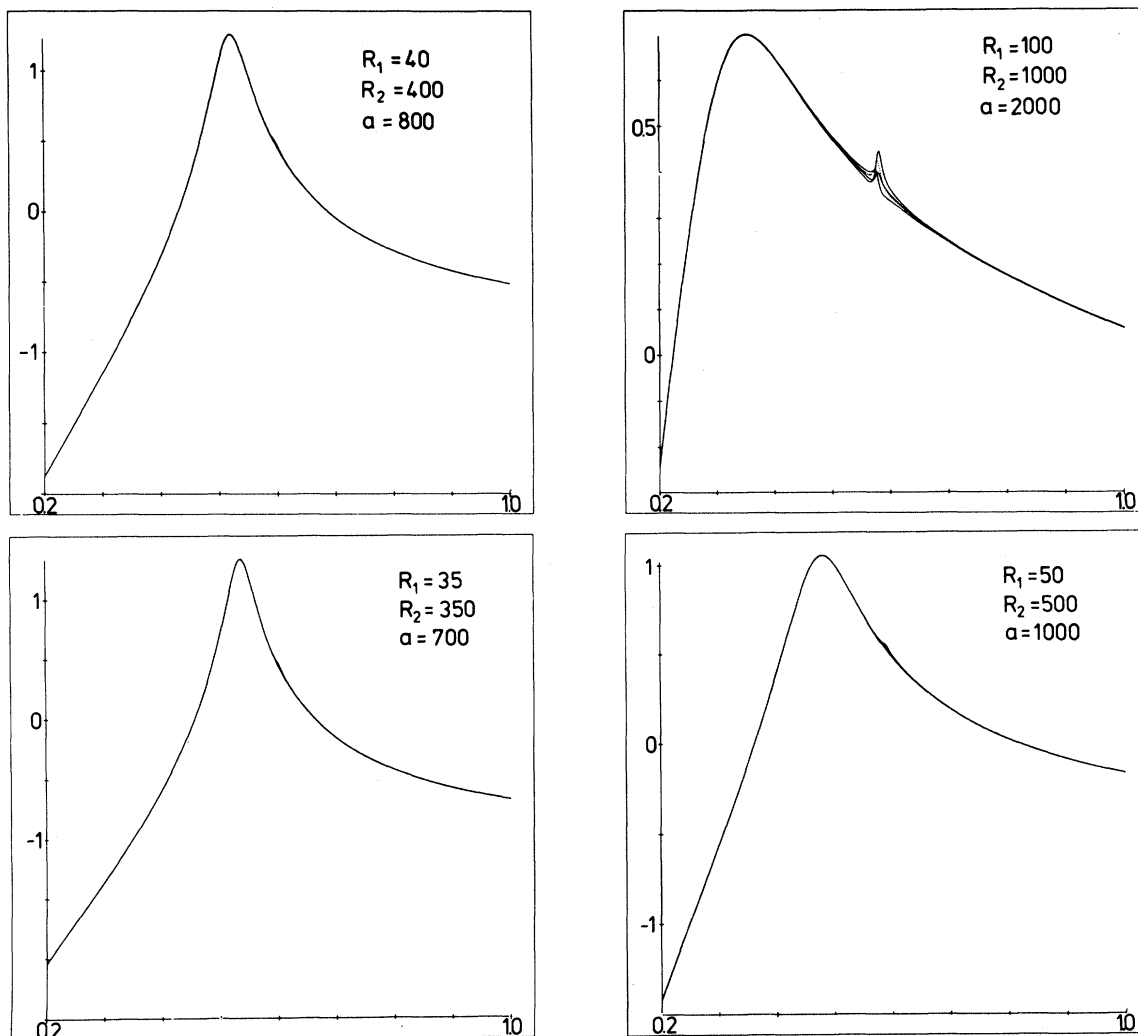 1
0
-1
0.2
1.0
R₁ = 40
R₂ = 400
a = 800
0.5
0
0.2
1.0
R₁ = 100
R₂ = 1000
a = 2000
1
0
-1
0.2
1.0
R₁ = 35
R₂ = 350
a = 700
1
0
-1
0.2
1.0
R₁ = 50
R₂ = 500
a = 1000